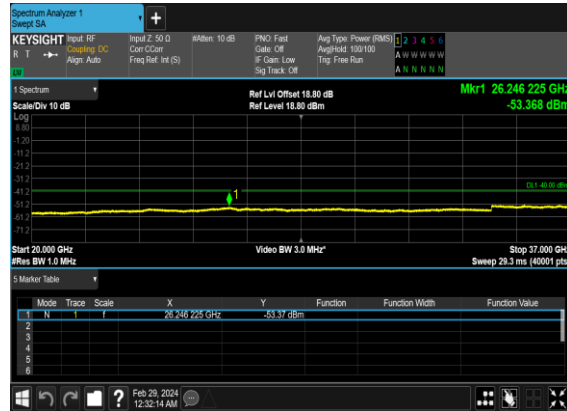 Spectrum Analyzer 1
Swept SA
+
KEYSIGHT Input: RF Input Z: 50 Ω #Atten: 10 dB PNO: Fast Avg Type: Power (RMS) 1 2 3 4 5 6
R T Coupling: DC Corr CCorr Gate: Off Avg|Hold: 100/100 A W W W W W
Align: Auto Freq Ref: Int (S) IF Gain: Low Trig: Free Run
Sig Track: Off A N N N N N
1 Spectrum Ref Lvl Offset 18.80 dB Mkr1 26.246 225 GHz
Scale/Div 10 dB Ref Level 18.80 dBm -53.368 dBm
Log
8.80
-1.20
-11.2
-21.2
-31.2
-41.2 1 DL1 -40.00 dBm
-51.2
-61.2
-71.2
Start 20.000 GHz Video BW 3.0 MHz* Stop 37.000 GHz
#Res BW 1.0 MHz Sweep 29.3 ms (40001 pts)
5 Marker Table
Mode Trace Scale X Y Function Function Width Function Value
1 N 1 f 26.246 225 GHz -53.37 dBm
2
3
4
5
6
? Feb 29, 2024
12:32:14 AM